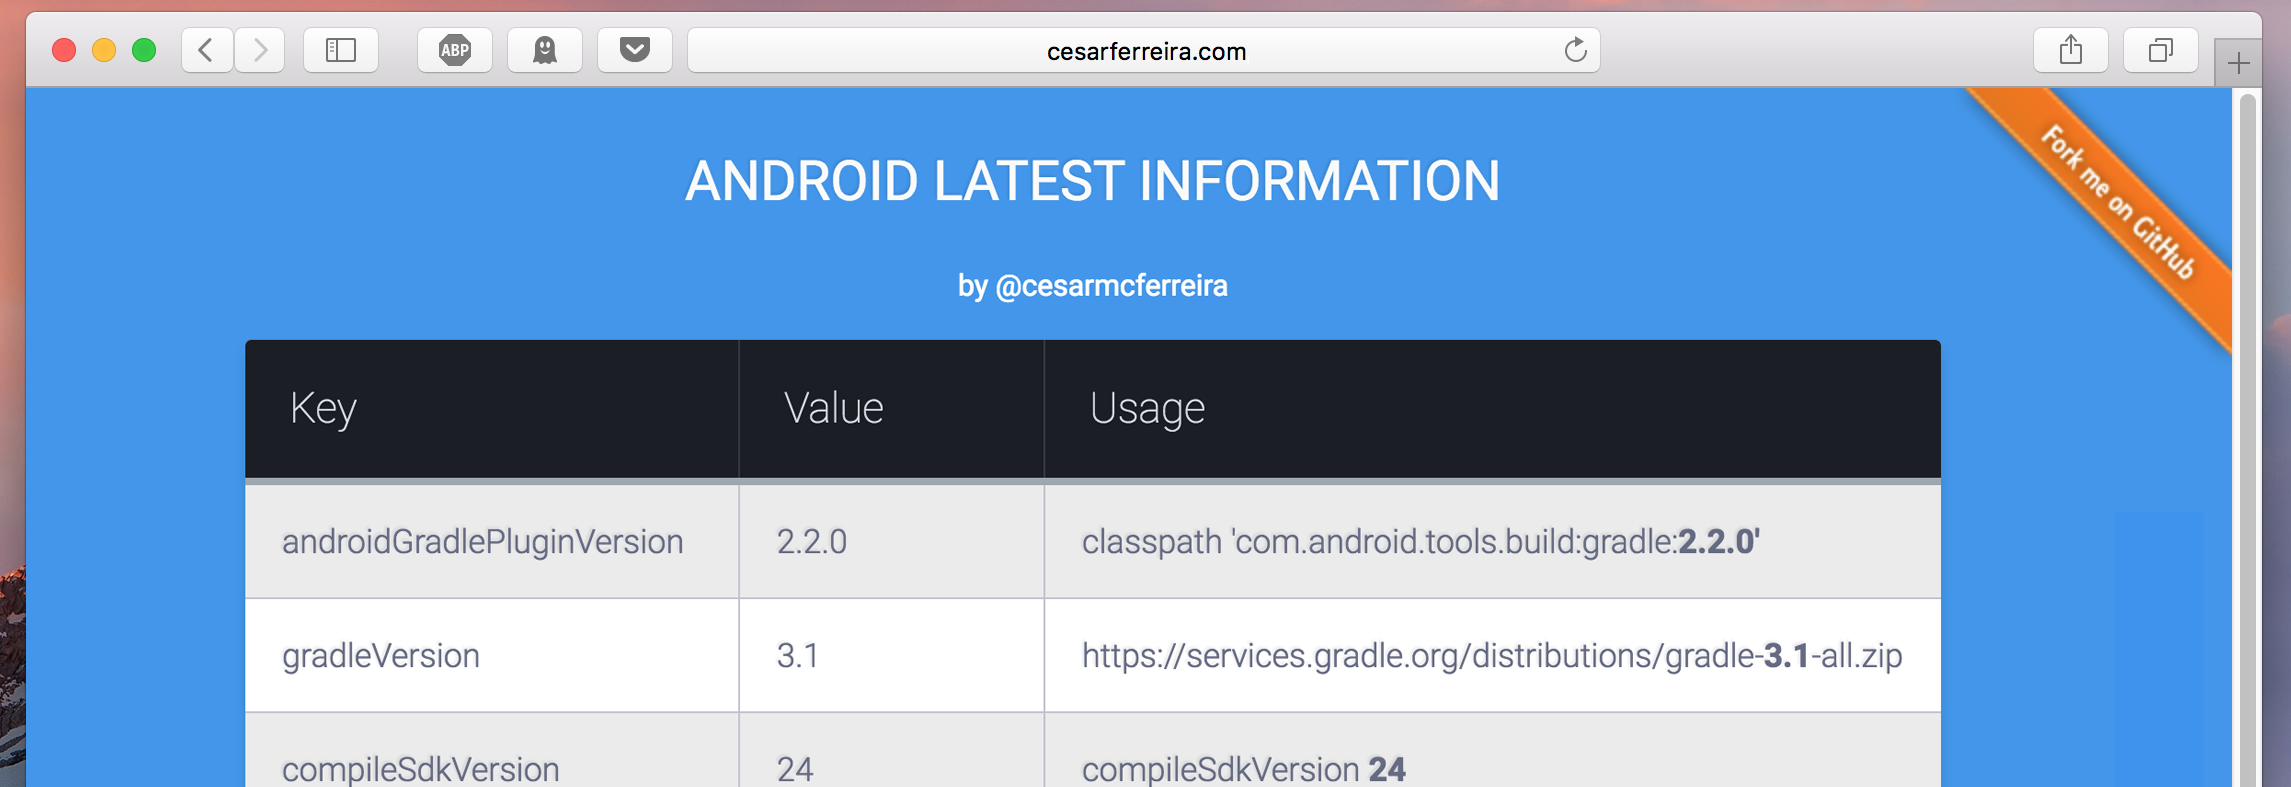 ABP
cesarferreira.com
Fork me on GitHub
ANDROID LATEST INFORMATION
by @cesarmcferreira
Key Value Usage
androidGradlePluginVersion 2.2.0 classpath 'com.android.tools.build:gradle:2.2.0'
gradleVersion 3.1 https://services.gradle.org/distributions/gradle-3.1-all.zip
compileSdkVersion 24 compileSdkVersion 24